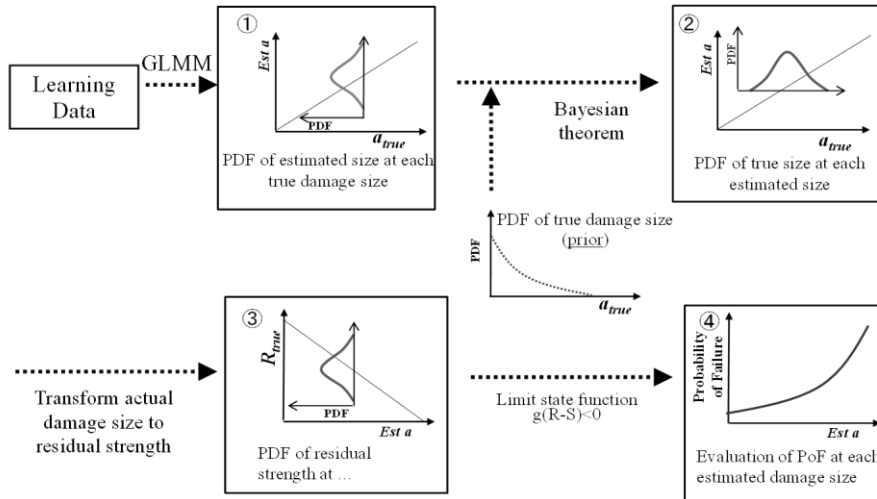 ①
Est a
PDF
a_true
PDF of estimated size at each
true damage size
Learning
Data
GLMM
Bayesian
theorem
②
Est a
PDF
a_true
PDF of true size at each
estimated size
PDF of true damage size
(prior)
PDF
a_true
Transform actual
damage size to
residual strength
③
R_true
PDF
Est a
PDF of residual
strength at ...
Limit state function
g(R-S)<0
④
Probability
of Failure
Est a
Evaluation of PoF at each
estimated damage size